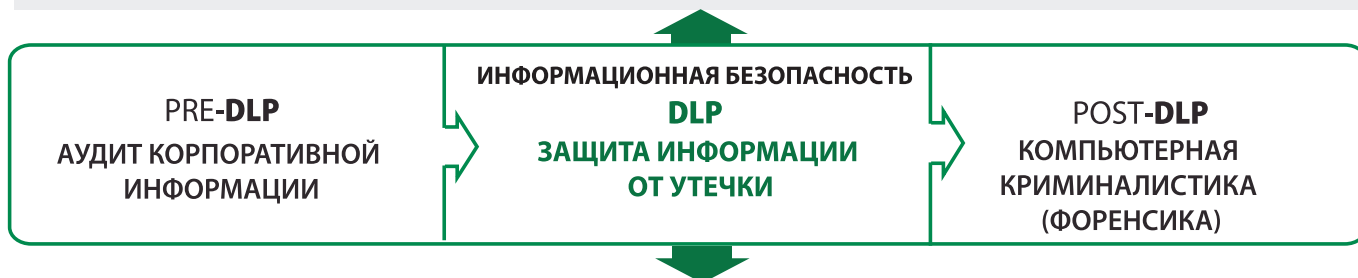 PRE-DLP
АУДИТ КОРПОРАТИВНОЙ
ИНФОРМАЦИИ
ИНФОРМАЦИОННАЯ БЕЗОПАСНОСТЬ
DLP
ЗАЩИТА ИНФОРМАЦИИ
ОТ УТЕЧКИ
POST-DLP
КОМПЬЮТЕРНАЯ
КРИМИНАЛИСТИКА
(ФОРЕНСИКА)